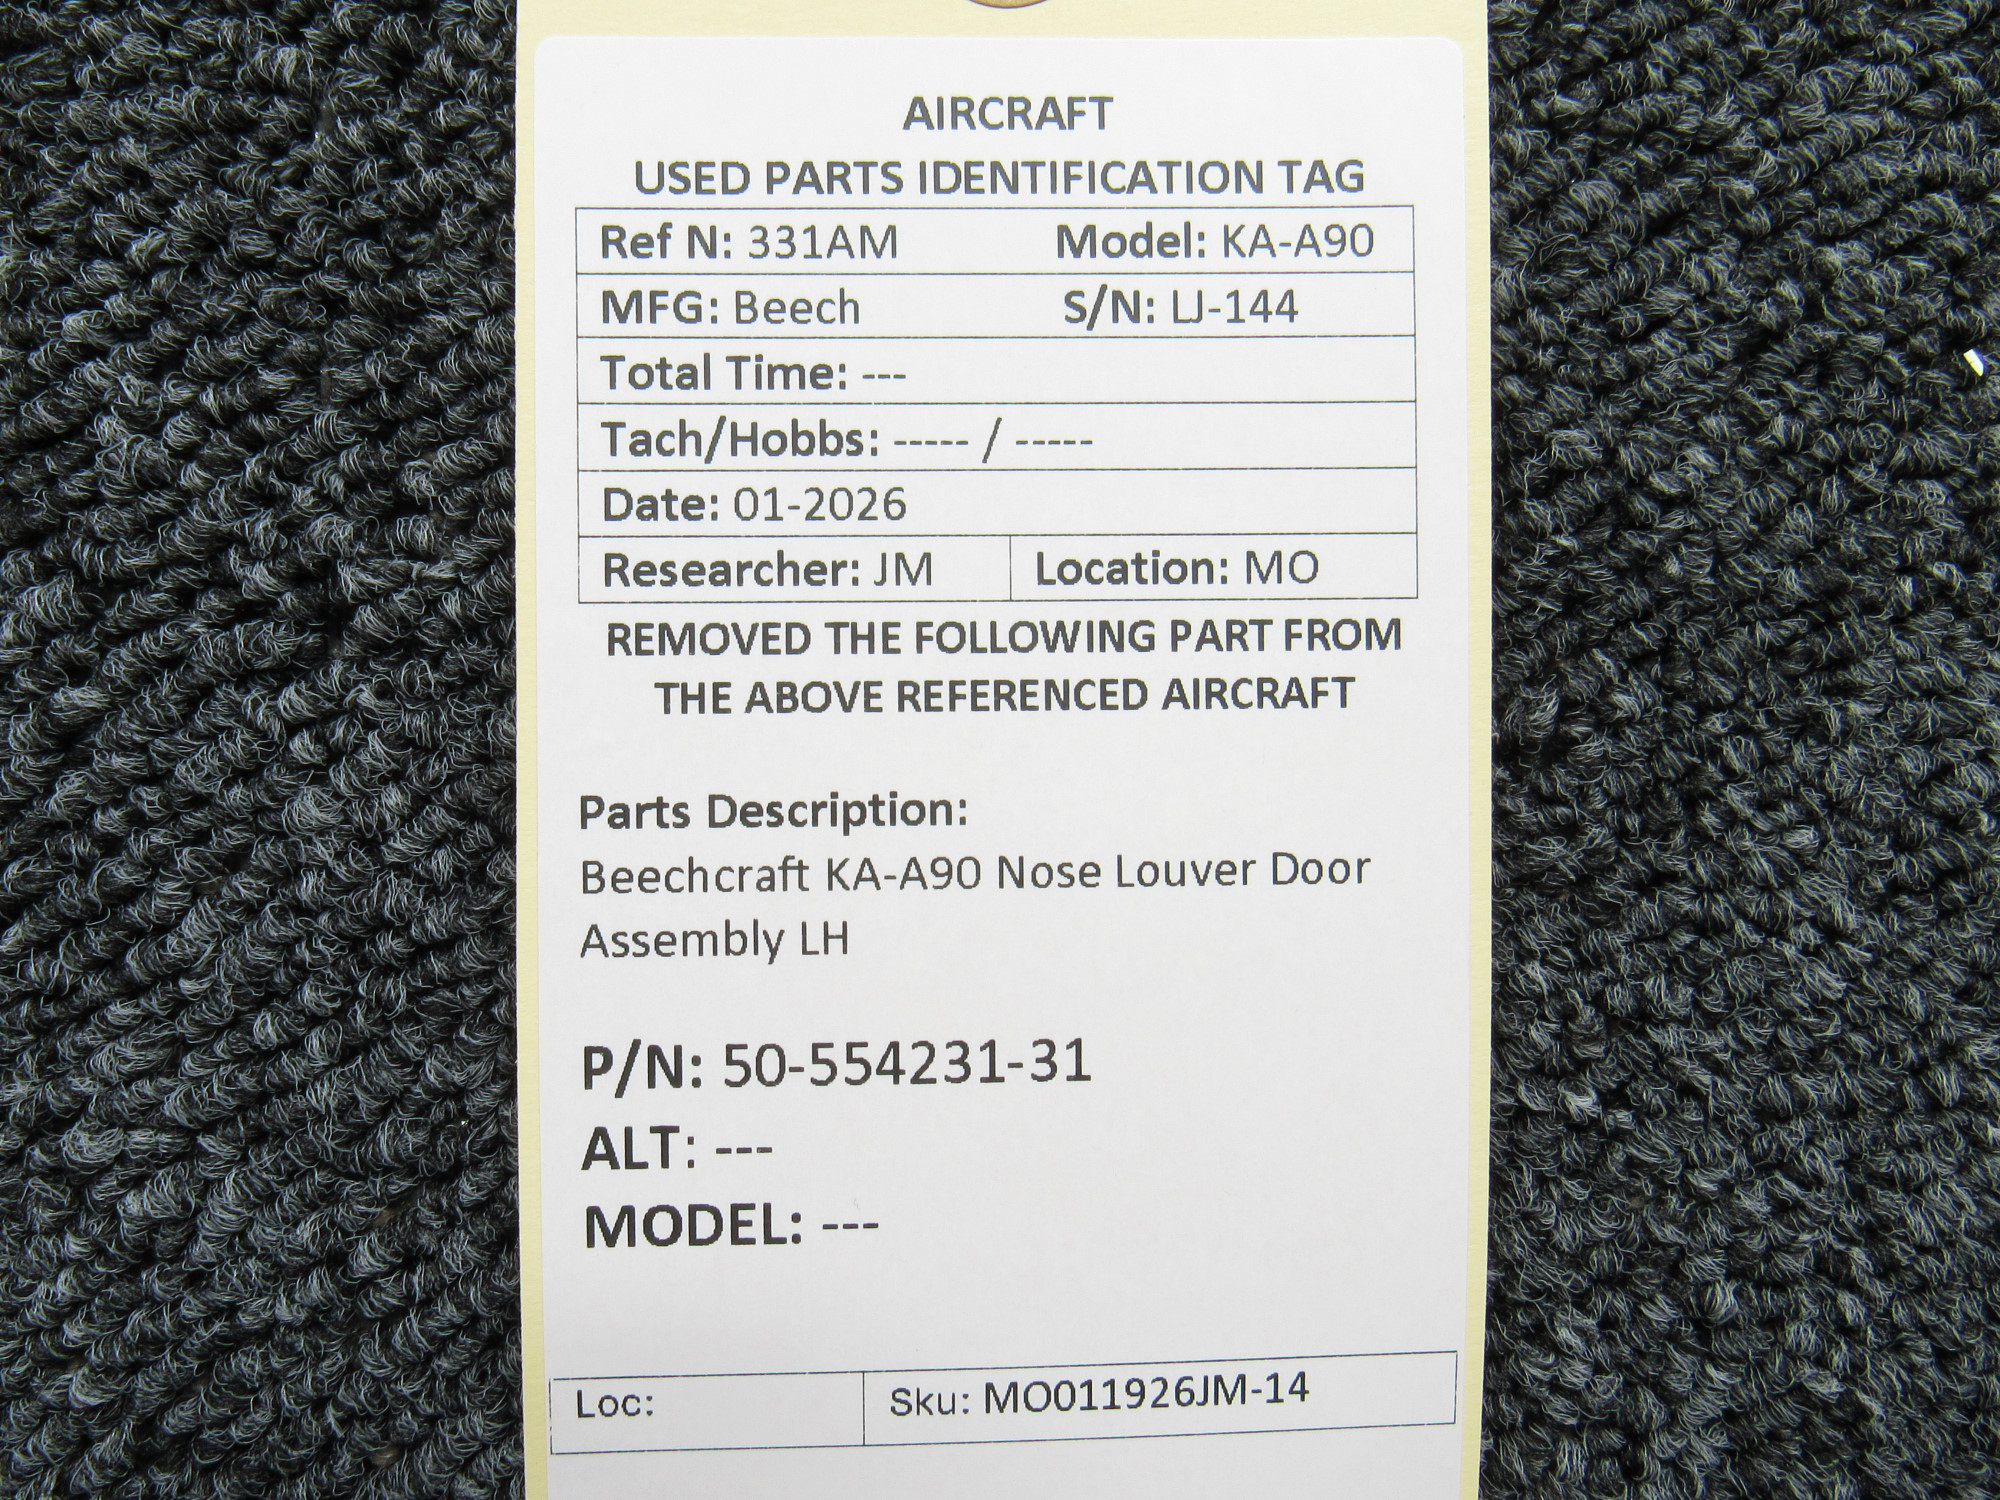 AIRCRAFT
USED PARTS IDENTIFICATION TAG
Ref N: 331AM Model: KA-A90
MFG: Beech S/N: LJ-144
Total Time: ---
Tach/Hobbs: ----- / -----
Date: 01-2026
Researcher: JM Location: MO
REMOVED THE FOLLOWING PART FROM
THE ABOVE REFERENCED AIRCRAFT
Parts Description:
Beechcraft KA-A90 Nose Louver Door
Assembly LH
P/N: 50-554231-31
ALT: ---
MODEL: ---
Loc: Sku: MO011926JM-14